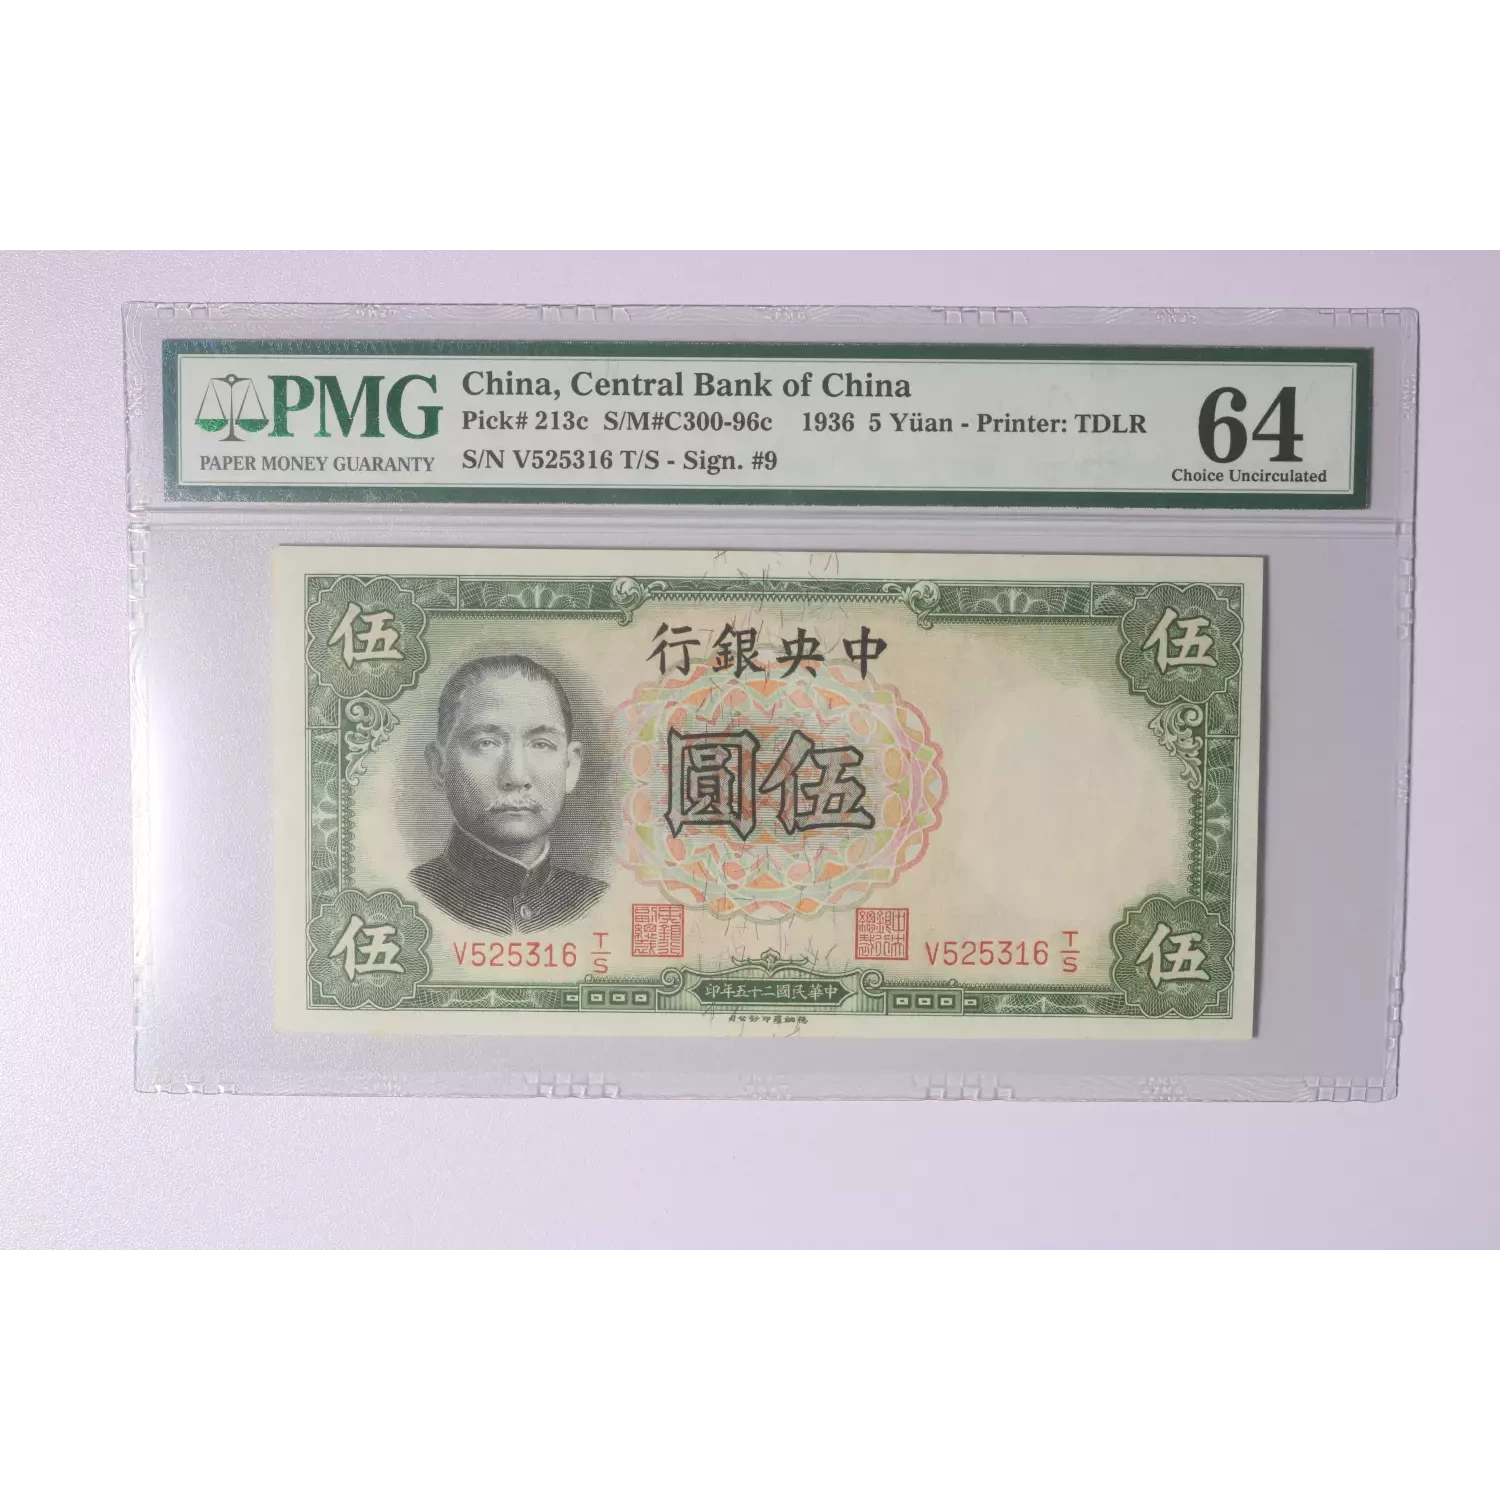 PMG
PAPER MONEY GUARANTY
China, Central Bank of China
Pick# 213c S/M#C300-96c 1936 5 Yüan - Printer: TDLR
S/N V525316 T/S - Sign. #9
64
Choice Uncirculated
伍
伍
行銀央中
圓伍
V525316 T/S
V525316 T/S
伍
伍
印年五十二國民華中